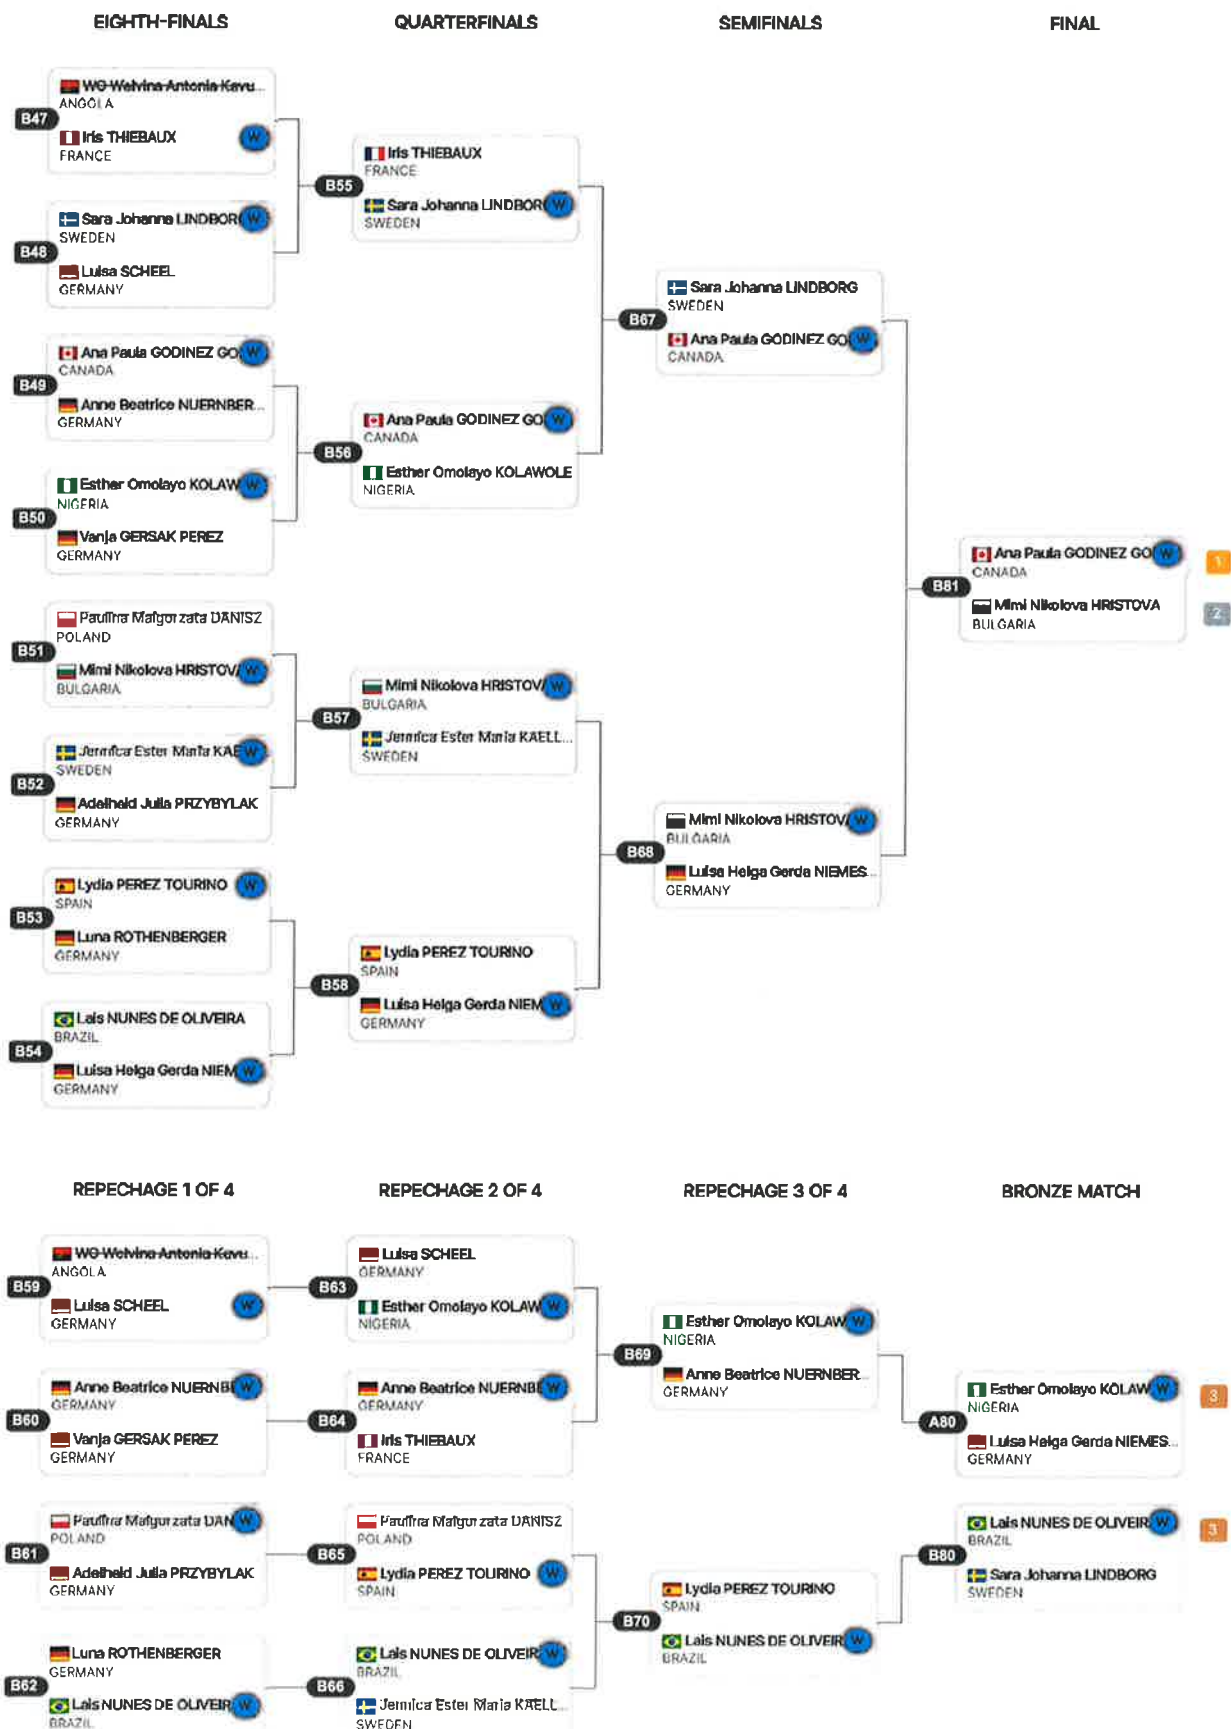 EIGHTH-FINALS
QUARTERFINALS
SEMIFINALS
FINAL
B47
WO Welvina Antonia Kavu...
ANGOLA
Iris THIEBAUX
W
FRANCE
B48
Sara Johanna LINDBOR
W
SWEDEN
Luisa SCHEEL
GERMANY
B49
Ana Paula GODINEZ GO
W
CANADA
Anne Beatrice NUERNBER...
GERMANY
B50
Esther Omolayo KOLAW
W
NIGERIA
Vanja GERSAK PEREZ
GERMANY
B51
Paulina Malgorzata DANISZ
POLAND
Mimi Nikolova HRISTOVA
W
BULGARIA
B52
Jennifca Ester Maria KAE
W
SWEDEN
Adelheid Julia PRZYBYLAK
GERMANY
B53
Lydia PEREZ TOURINO
W
SPAIN
Luna ROTHENBERGER
GERMANY
B54
Lais NUNES DE OLIVEIRA
BRAZIL
Luisa Helga Gerda NIEM
W
GERMANY
B55
Iris THIEBAUX
FRANCE
Sara Johanna LINDBOR
W
SWEDEN
B56
Ana Paula GODINEZ GO
W
CANADA
Esther Omolayo KOLAWOLE
NIGERIA
B57
Mimi Nikolova HRISTOVA
W
BULGARIA
Jennica Ester Maria KAELL...
SWEDEN
B58
Lydia PEREZ TOURINO
SPAIN
Luisa Helga Gerda NIEM
W
GERMANY
B67
Sara Johanna LINDBORG
SWEDEN
Ana Paula GODINEZ GO
W
CANADA
B68
Mimi Nikolova HRISTOVA
W
BULGARIA
Luisa Helga Gerda NIEMES...
GERMANY
B81
Ana Paula GODINEZ GO
W
CANADA
1
Mimi Nikolova HRISTOVA
BULGARIA
2
REPECHAGE 1 OF 4
REPECHAGE 2 OF 4
REPECHAGE 3 OF 4
BRONZE MATCH
B59
WO Welvina Antonia Kavu...
ANGOLA
Luisa SCHEEL
W
GERMANY
B60
Anne Beatrice NUERNBE
W
GERMANY
Vanja GERSAK PEREZ
GERMANY
B61
Paulina Malgorzata DAN
W
POLAND
Adelheid Julia PRZYBYLAK
GERMANY
B62
Luna ROTHENBERGER
GERMANY
Lais NUNES DE OLIVEIR
W
BRAZIL
B63
Luisa SCHEEL
GERMANY
Esther Omolayo KOLAW
W
NIGERIA
B64
Anne Beatrice NUERNBE
W
GERMANY
Iris THIEBAUX
FRANCE
B65
Paulina Malgorzata DANISZ
POLAND
Lydia PEREZ TOURINO
W
SPAIN
B66
Lais NUNES DE OLIVEIR
W
BRAZIL
Jennica Ester Maria KAELL...
SWEDEN
B69
Esther Omolayo KOLAW
W
NIGERIA
Anne Beatrice NUERNBER...
GERMANY
B70
Lydia PEREZ TOURINO
SPAIN
Lais NUNES DE OLIVEIR
W
BRAZIL
A80
Esther Omolayo KOLAW
W
NIGERIA
3
Luisa Helga Gerda NIEMES...
GERMANY
B80
Lais NUNES DE OLIVEIR
W
BRAZIL
3
Sara Johanna LINDBORG
SWEDEN